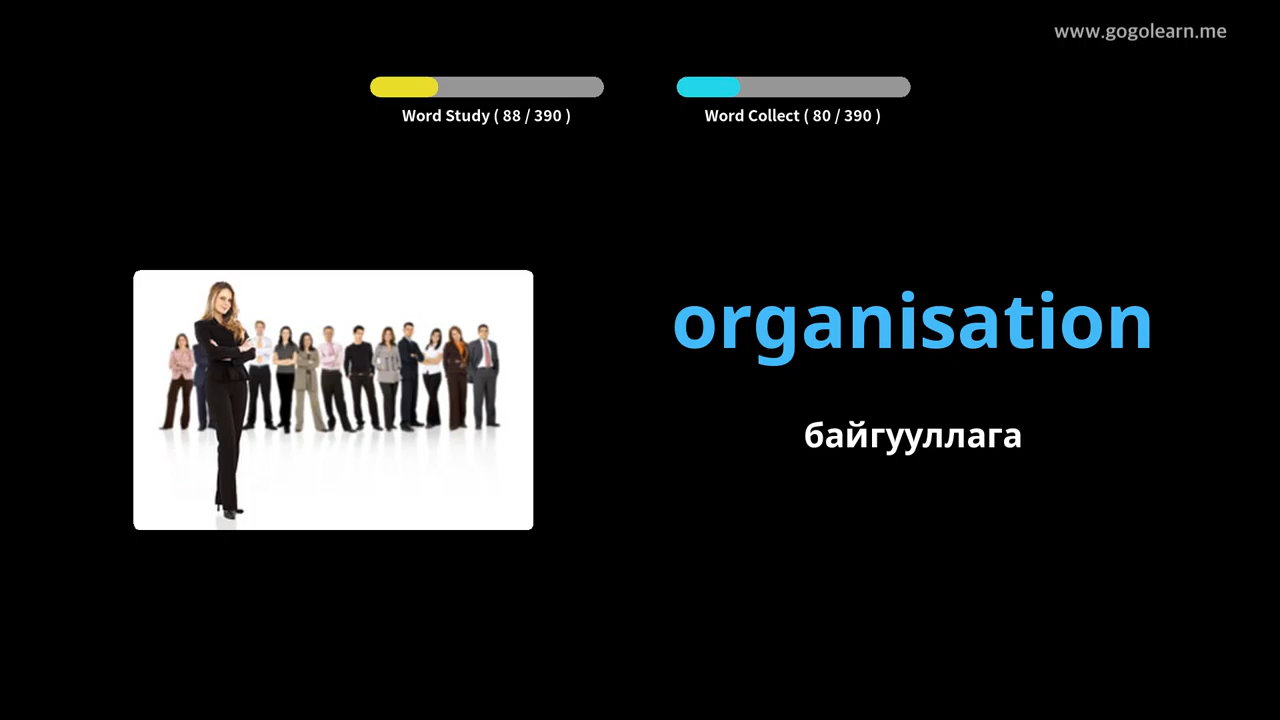 www.gogolearn.me
Word Study ( 88 / 390 )
Word Collect ( 80 / 390 )
organisation
байгууллага